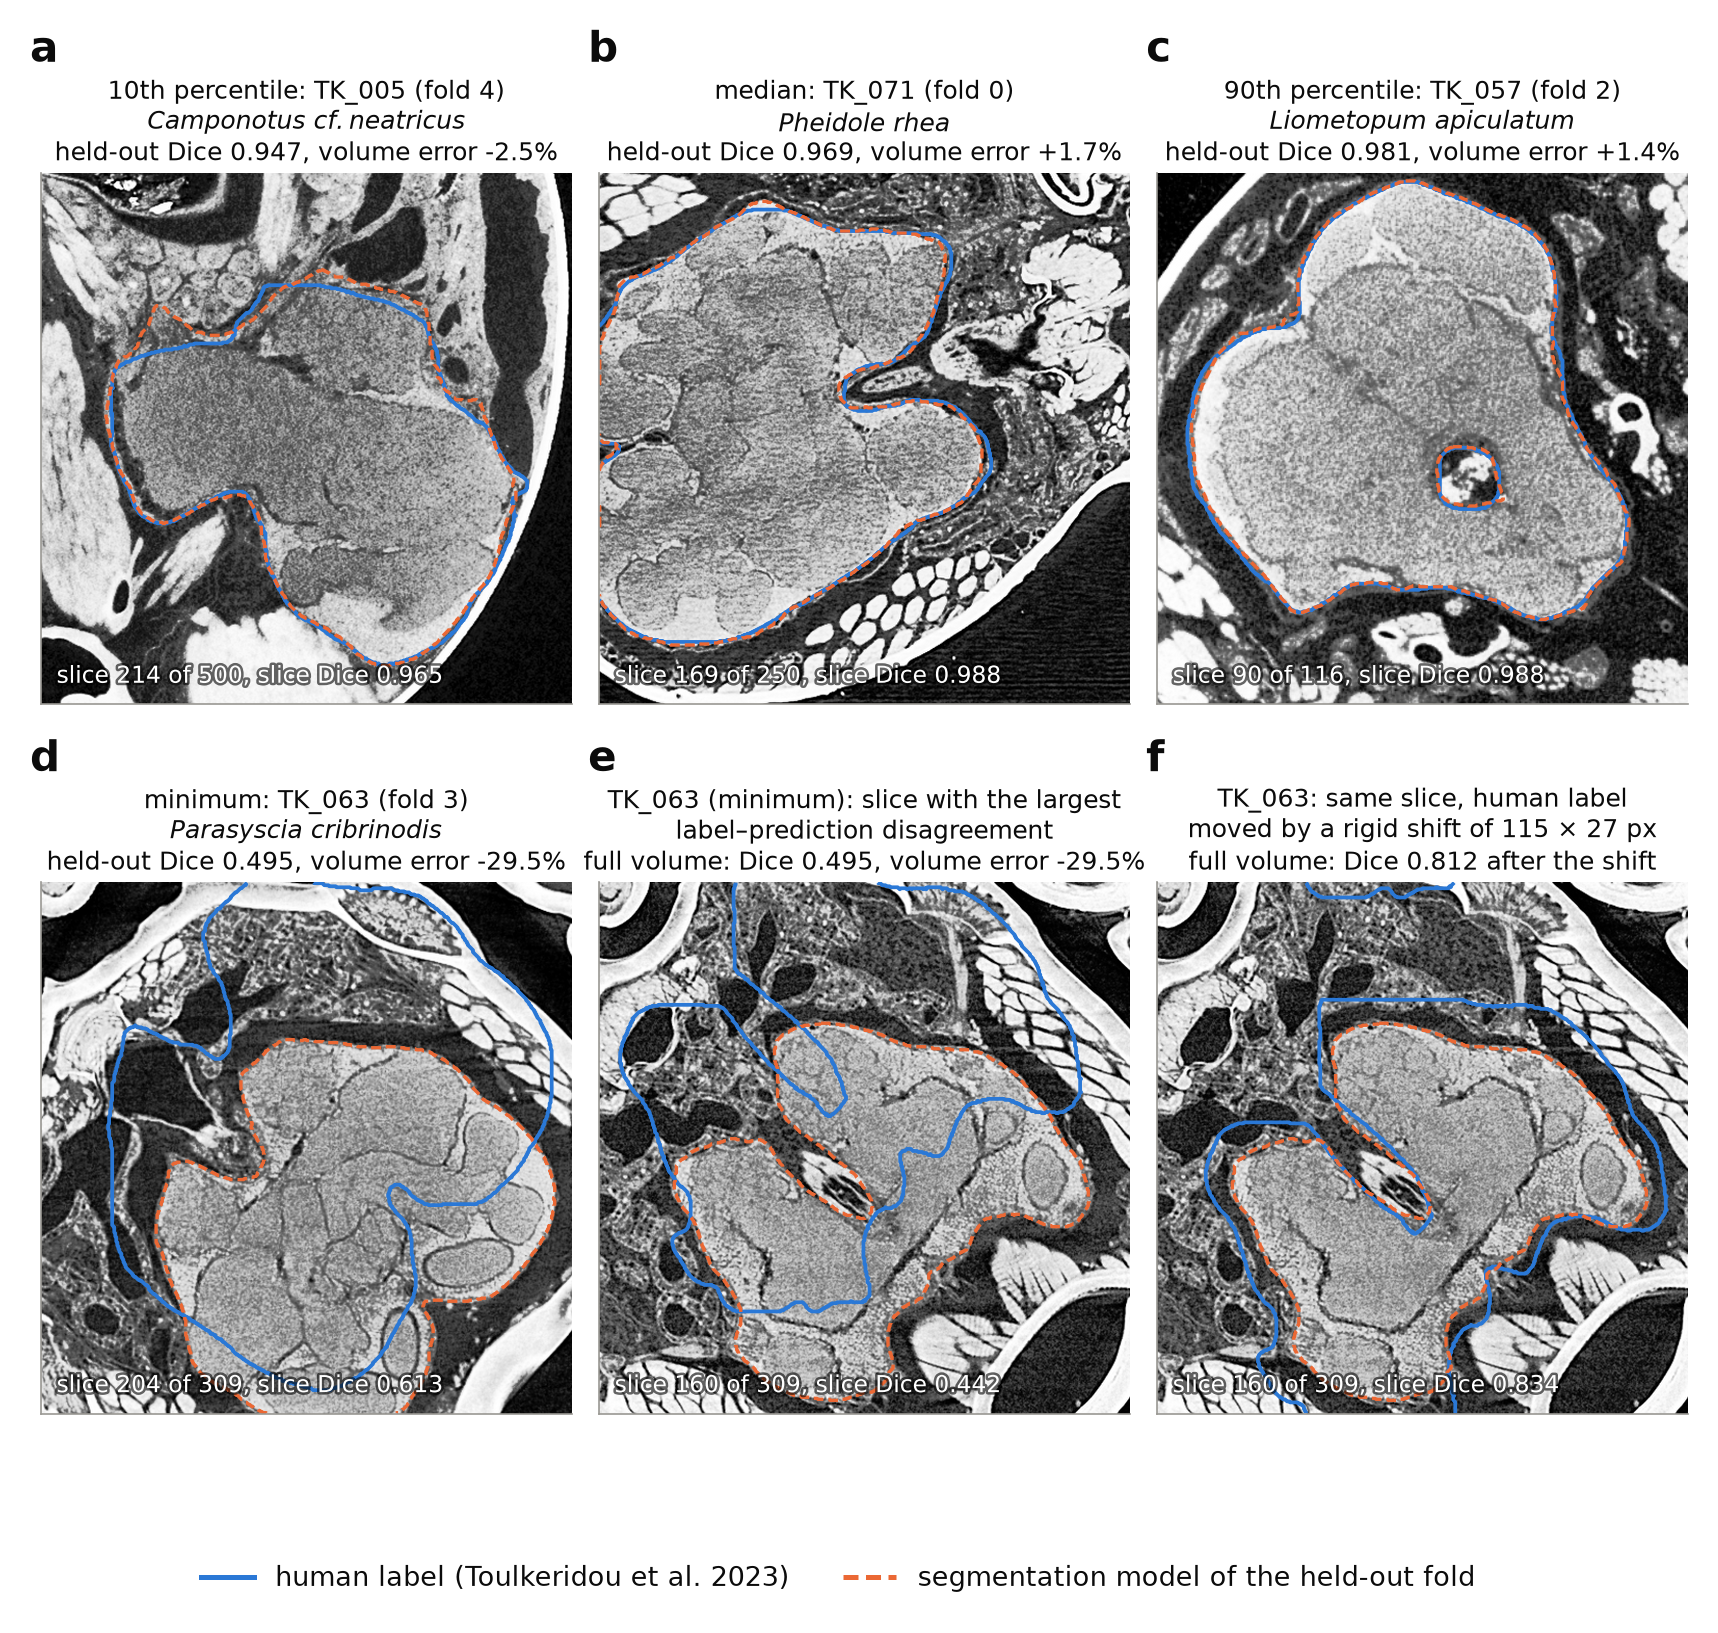 a
10th percentile: TK_005 (fold 4)
Camponotus cf. neatricus
held-out Dice 0.947, volume error -2.5%
slice 214 of 500, slice Dice 0.965
b
median: TK_071 (fold 0)
Pheidole rhea
held-out Dice 0.969, volume error +1.7%
slice 169 of 250, slice Dice 0.988
c
90th percentile: TK_057 (fold 2)
Liometopum apiculatum
held-out Dice 0.981, volume error +1.4%
slice 90 of 116, slice Dice 0.988
d
minimum: TK_063 (fold 3)
Parasyscia cribrinodis
held-out Dice 0.495, volume error -29.5%
slice 204 of 309, slice Dice 0.613
e
TK_063 (minimum): slice with the largest
label–prediction disagreement
full volume: Dice 0.495, volume error -29.5%
slice 160 of 309, slice Dice 0.442
f
TK_063: same slice, human label
moved by a rigid shift of 115 × 27 px
full volume: Dice 0.812 after the shift
slice 160 of 309, slice Dice 0.834
human label (Toulkeridou et al. 2023)
segmentation model of the held-out fold